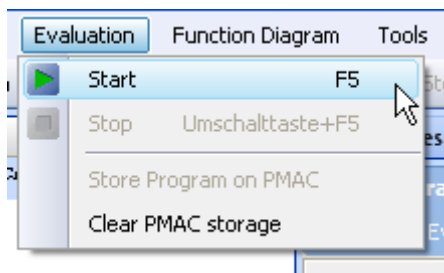 Evaluation Function Diagram Tools
Start F5
Stop Umschalttaste+F5
Store Program on PMAC
Clear PMAC storage